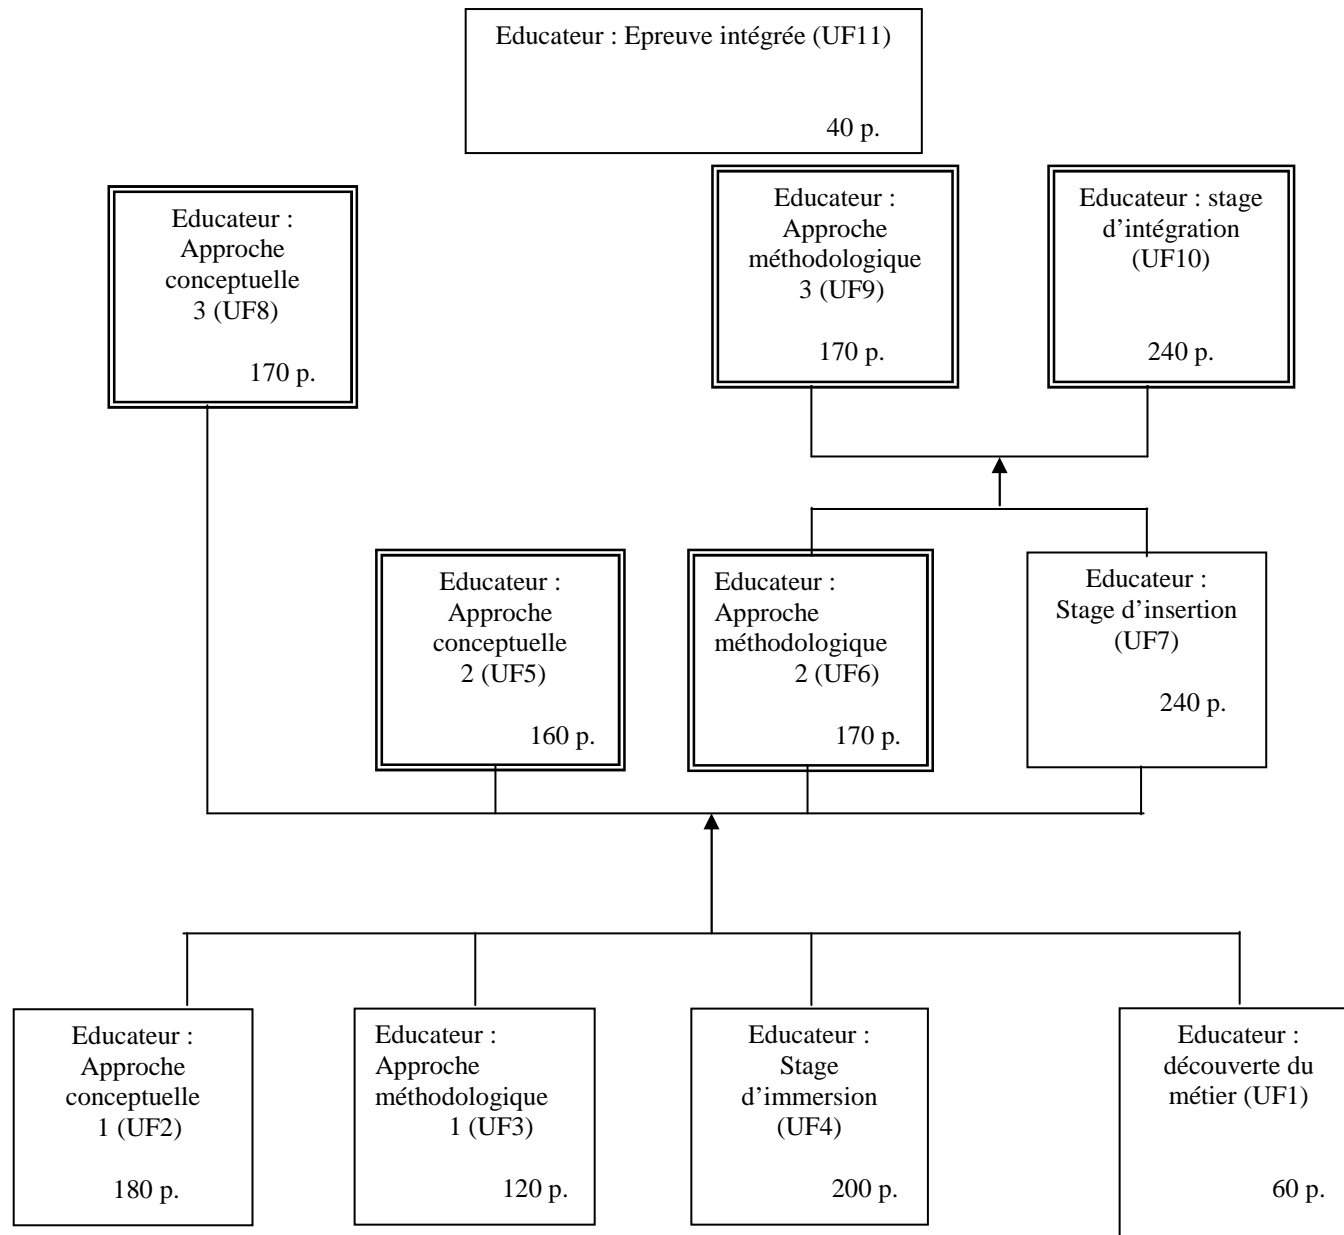 Educateur : Epreuve intégrée (UF11)
40 p.
Educateur :
Approche
conceptuelle
3 (UF8)
170 p.
Educateur :
Approche
méthodologique
3 (UF9)
170 p.
Educateur : stage
d’intégration
(UF10)
240 p.
Educateur :
Approche
conceptuelle
2 (UF5)
160 p.
Educateur :
Approche
méthodologique
2 (UF6)
170 p.
Educateur :
Stage d’insertion
(UF7)
240 p.
Educateur :
Approche
conceptuelle
1 (UF2)
180 p.
Educateur :
Approche
méthodologique
1 (UF3)
120 p.
Educateur :
Stage
d’immersion
(UF4)
200 p.
Educateur :
découverte du
métier (UF1)
60 p.